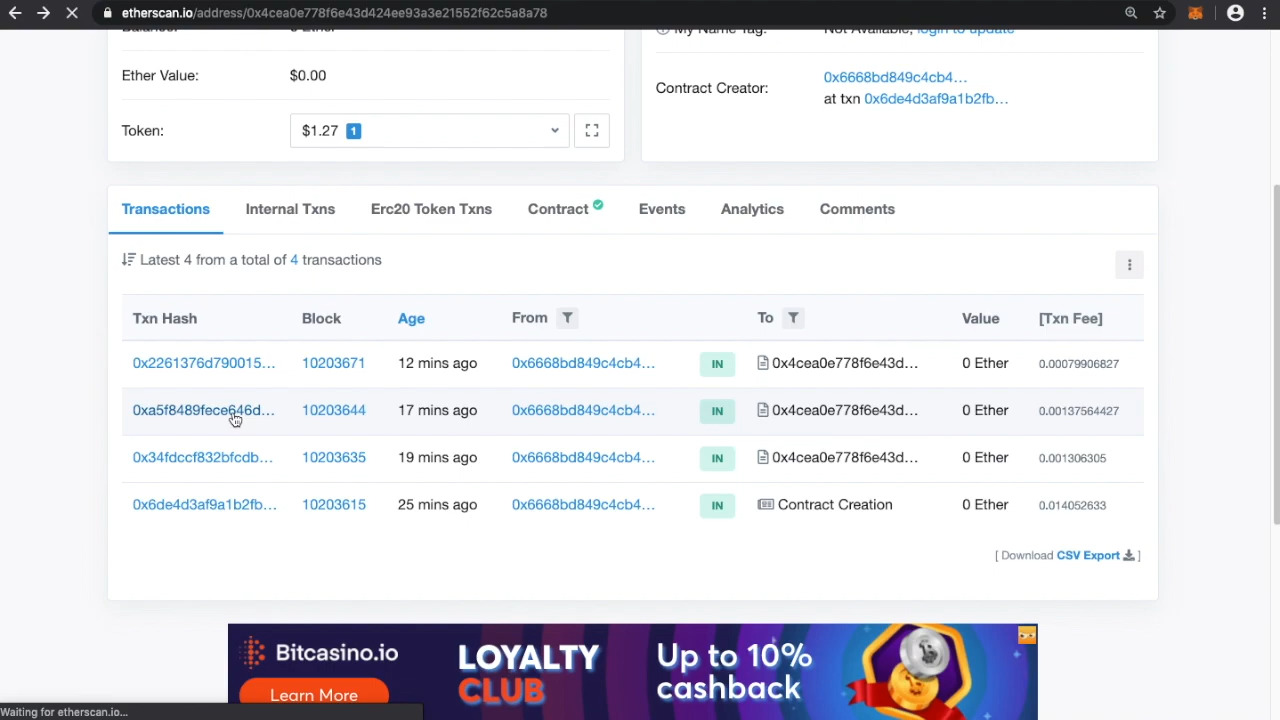 etherscan.io/address/0x4cea0e778f6e43d424ee93a3e21552f62c5a8a78
My Name Tag: Not Available, login to update
Ether Value: $0.00
Contract Creator: 0x6668bd849c4cb4...
at txn 0x6de4d3af9a1b2fb...
Token: $1.27 1
Transactions Internal Txns Erc20 Token Txns Contract Events Analytics Comments
Latest 4 from a total of 4 transactions
Txn Hash Block Age From To Value [Txn Fee]
0x2261376d790015... 10203671 12 mins ago 0x6668bd849c4cb4... IN 0x4cea0e778f6e43d... 0 Ether 0.00079906827
0xa5f8489fece646d... 10203644 17 mins ago 0x6668bd849c4cb4... IN 0x4cea0e778f6e43d... 0 Ether 0.00137564427
0x34fdccf832bfcdb... 10203635 19 mins ago 0x6668bd849c4cb4... IN 0x4cea0e778f6e43d... 0 Ether 0.001306305
0x6de4d3af9a1b2fb... 10203615 25 mins ago 0x6668bd849c4cb4... IN Contract Creation 0 Ether 0.014052633
[ Download CSV Export ]
Bitcasino.io LOYALTY CLUB Up to 10% cashback
Learn More
Waiting for etherscan.io...